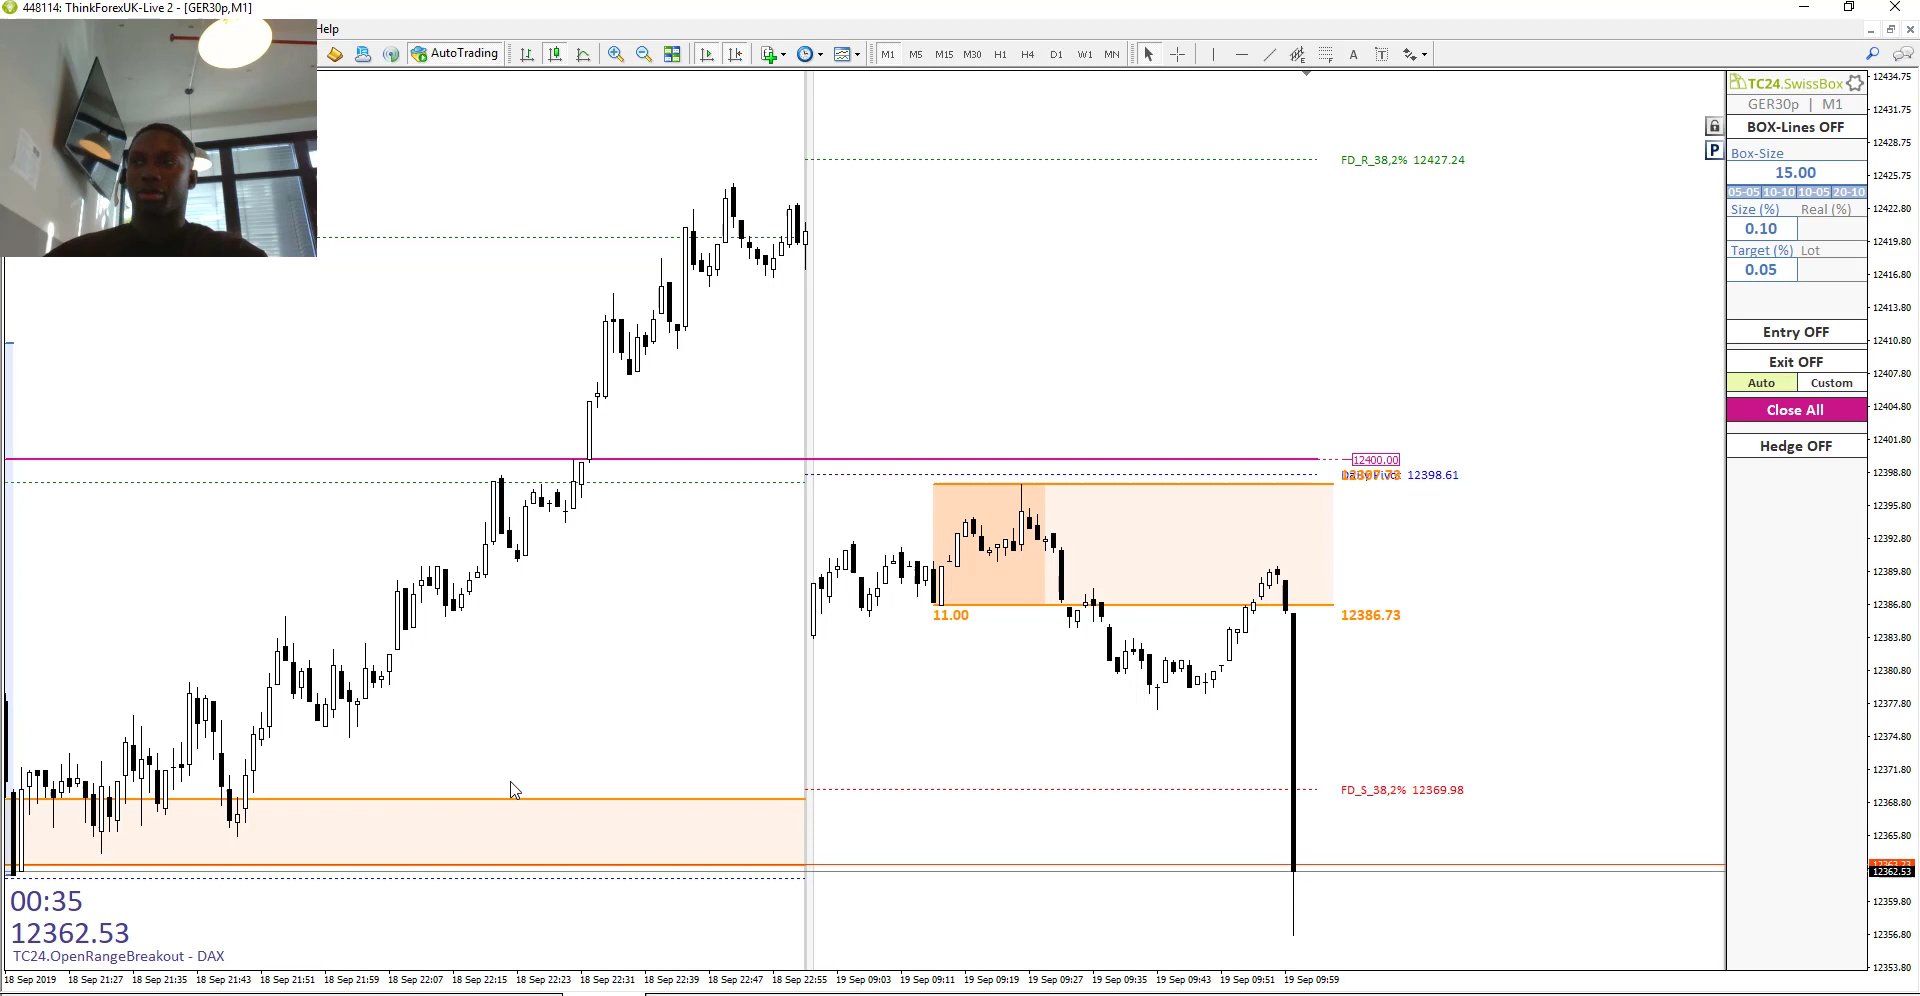 448114: ThinkForexUK-Live 2 - [GER30p,M1]
Help
AutoTrading
M1 M5 M15 M30 H1 H4 D1 W1 MN
A T
TC24.SwissBox
GER30p | M1
BOX-Lines OFF
P
Box-Size
15.00
05-05 10-10 10-05 20-10
Size (%) Real (%)
0.10
Target (%) Lot
0.05
Entry OFF
Exit OFF
Auto Custom
Close All
Hedge OFF
12434.75
12431.75
12428.75
12425.75
12422.80
12419.80
12416.80
12413.80
12410.80
12407.80
12404.80
12401.80
12398.80
12395.80
12392.80
12389.80
12386.80
12383.80
12380.80
12377.80
12374.80
12371.80
12368.80
12365.80
12362.53
12359.80
12356.80
12353.80
FD_R_38,2% 12427.24
12400.00
12398.61
11.00
12386.73
FD_S_38,2% 12369.98
00:35
12362.53
TC24.OpenRangeBreakout - DAX
18 Sep 2019 18 Sep 21:27 18 Sep 21:35 18 Sep 21:43 18 Sep 21:51 18 Sep 21:59 18 Sep 22:07 18 Sep 22:15 18 Sep 22:23 18 Sep 22:31 18 Sep 22:39 18 Sep 22:47 18 Sep 22:55 19 Sep 09:03 19 Sep 09:11 19 Sep 09:19 19 Sep 09:27 19 Sep 09:35 19 Sep 09:43 19 Sep 09:51 19 Sep 09:59